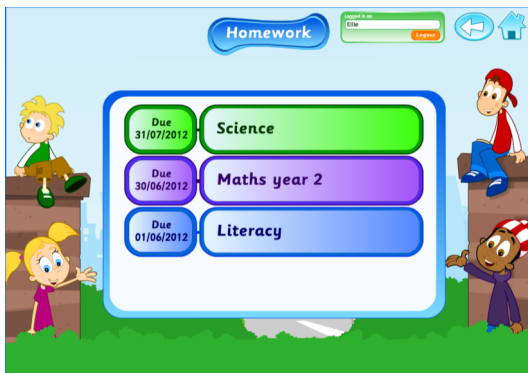 Homework
Logged in as:
Ellie
Logout
Due
31/07/2012
Science
Due
30/06/2012
Maths year 2
Due
01/06/2012
Literacy